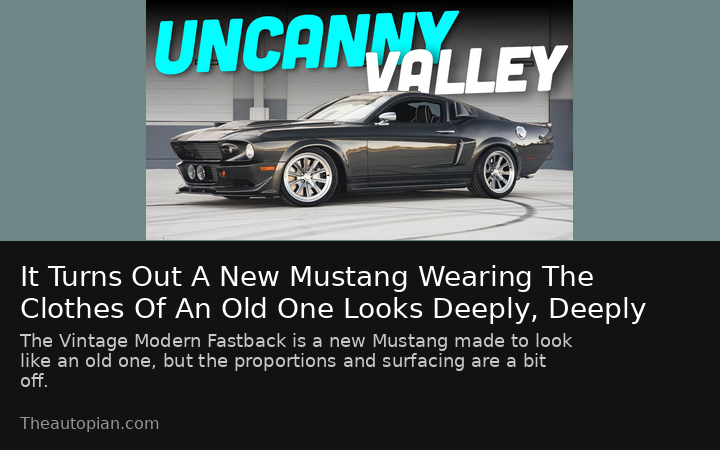 UNCANNY
VALLEY
It Turns Out A New Mustang Wearing The
Clothes Of An Old One Looks Deeply, Deeply
The Vintage Modern Fastback is a new Mustang made to look
like an old one, but the proportions and surfacing are a bit
off.
Theautopian.com